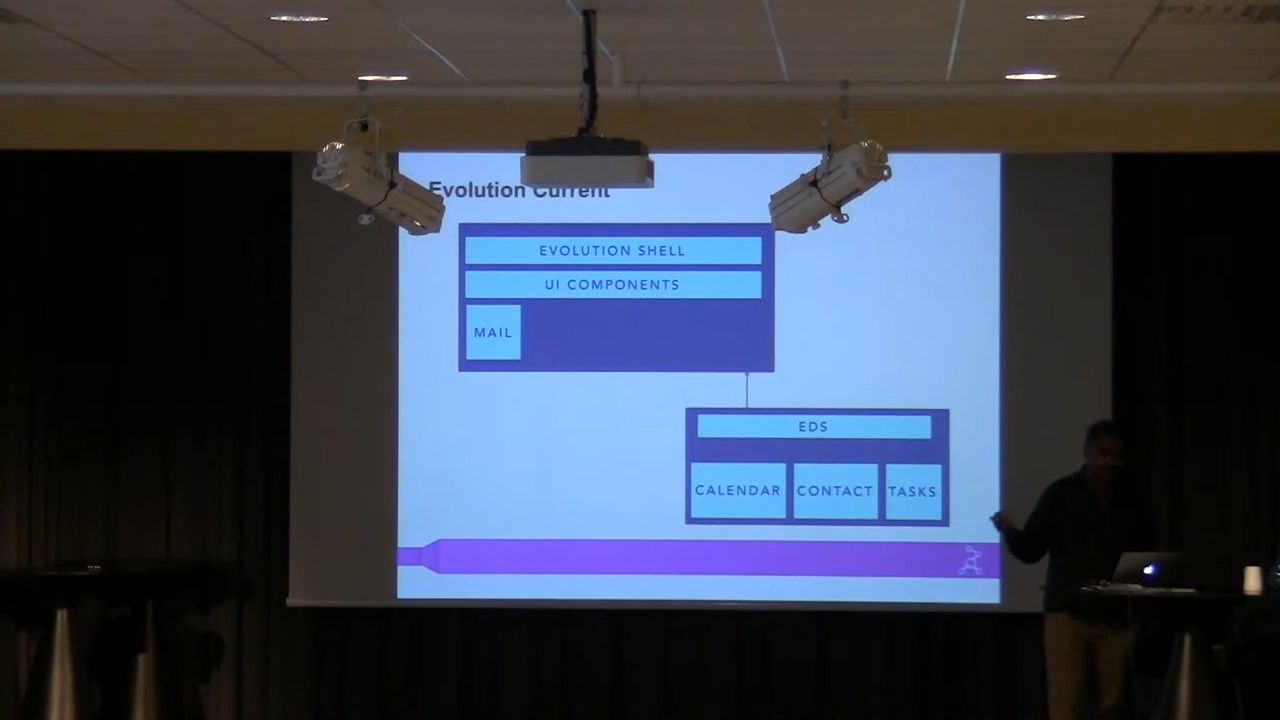 Evolution Current
EVOLUTION SHELL
UI COMPONENTS
MAIL
EDS
CALENDAR CONTACT TASKS